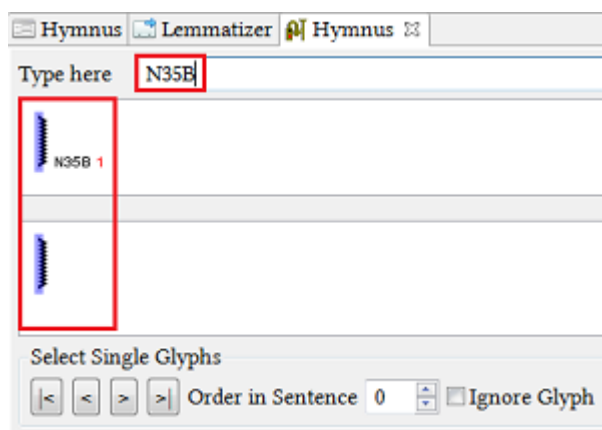 Hymnus Lemmatizer Hymnus
Type here N35B
N35B 1
Select Single Glyphs
|< < > >| Order in Sentence 0 Ignore Glyph